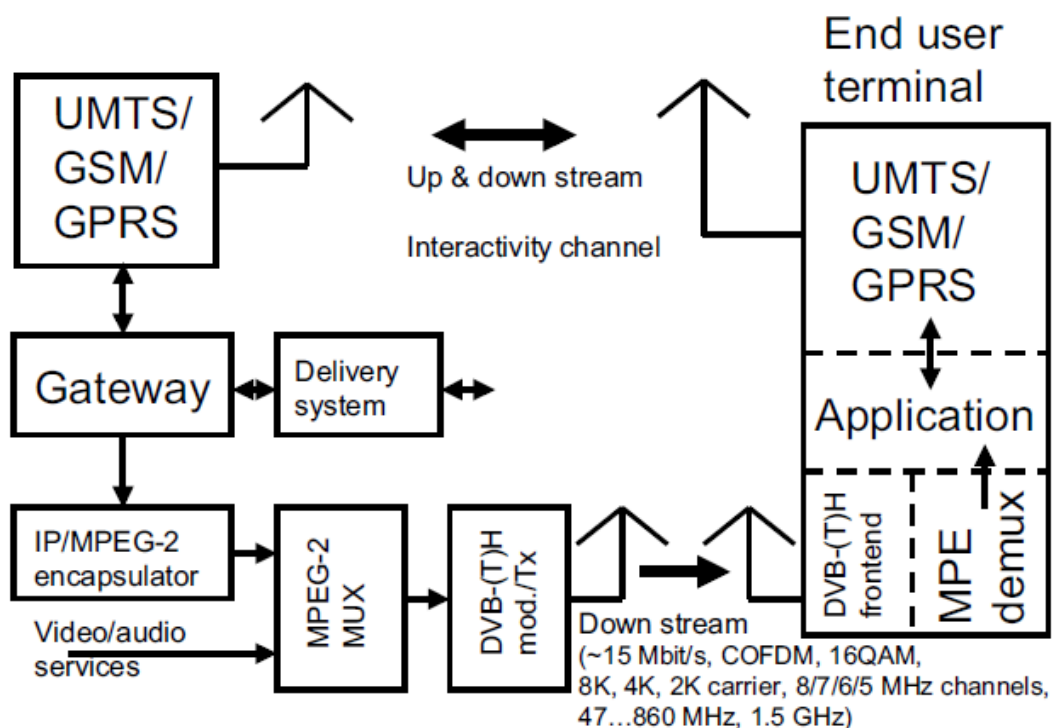 End user
terminal
UMTS/
GSM/
GPRS
Up & down stream
Interactivity channel
UMTS/
GSM/
GPRS
Gateway
Delivery
system
Application
IP/MPEG-2
encapsulator
MPEG-2
MUX
DVB-(T)H
mod./Tx
DVB-(T)H
frontend
MPE
demux
Video/audio
services
Down stream
(~15 Mbit/s, COFDM, 16QAM,
8K, 4K, 2K carrier, 8/7/6/5 MHz channels,
47…860 MHz, 1.5 GHz)